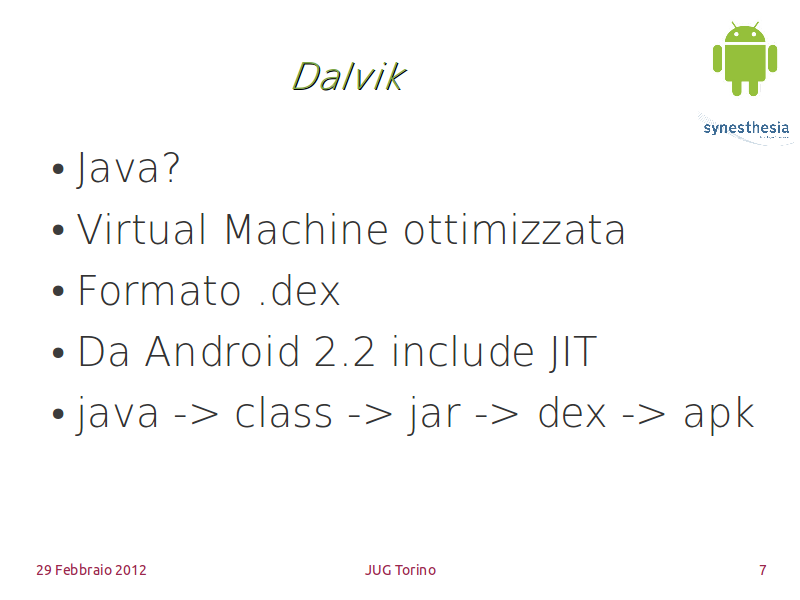 Dalvik
synesthesia
• Java?
• Virtual Machine ottimizzata
• Formato .dex
• Da Android 2.2 include JIT
• java -> class -> jar -> dex -> apk
29 Febbraio 2012
JUG Torino
7